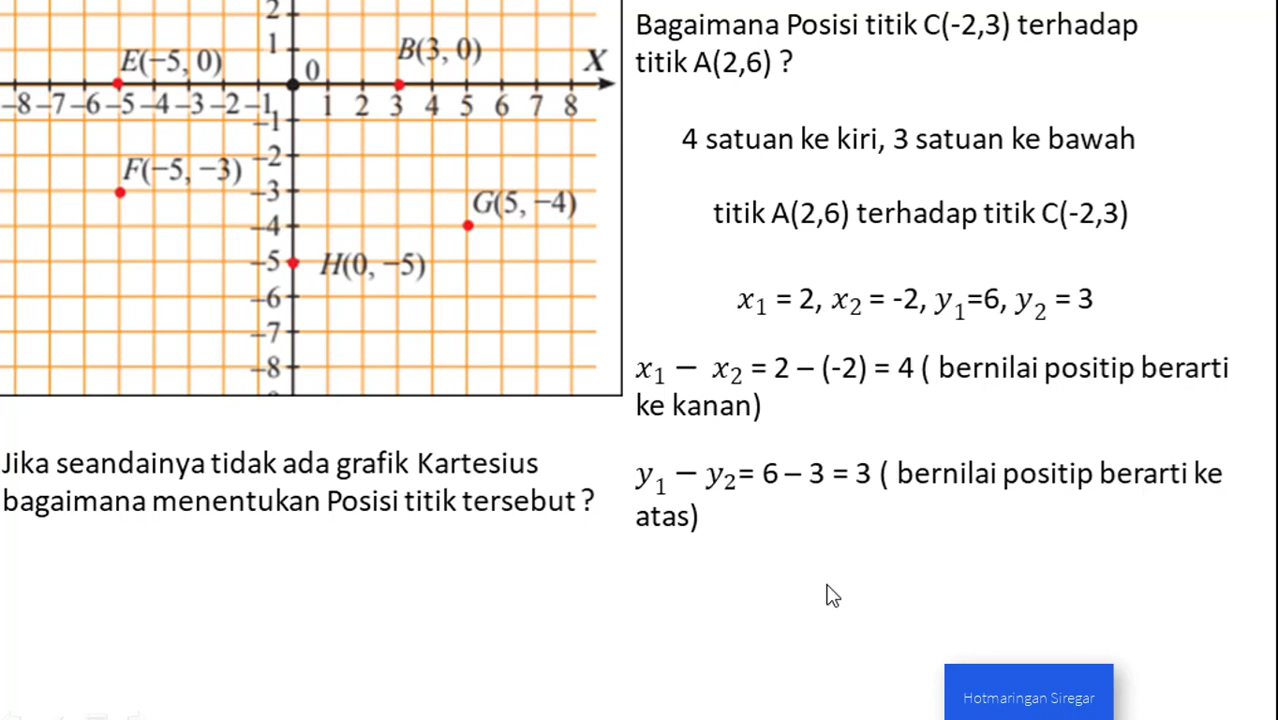 2
1
E(−5, 0)
B(3, 0)
X
0
−8 −7 −6 −5 −4 −3 −2 −1
1 2 3 4 5 6 7 8
−1
−2
−3
−4
−5
−6
−7
−8
F(−5, −3)
G(5, −4)
H(0, −5)
Jika seandainya tidak ada grafik Kartesius
bagaimana menentukan Posisi titik tersebut ?
Bagaimana Posisi titik C(-2,3) terhadap
titik A(2,6) ?
4 satuan ke kiri, 3 satuan ke bawah
titik A(2,6) terhadap titik C(-2,3)
x₁ = 2, x₂ = -2, y₁=6, y₂ = 3
x₁ − x₂ = 2 – (-2) = 4 ( bernilai positip berarti
ke kanan)
y₁ − y₂= 6 – 3 = 3 ( bernilai positip berarti ke
atas)
Hotmaringan Siregar